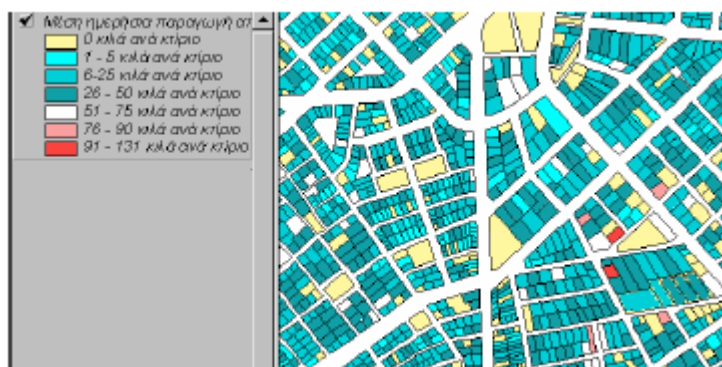 Μέση ημερήσια παραγωγή απ
0 κιλά ανά κτίριο
1 - 5 κιλά ανά κτίριο
6-25 κιλά ανά κτίριο
26 - 50 κιλά ανά κτίριο
51 - 75 κιλά ανά κτίριο
76 - 90 κιλά ανά κτίριο
91 - 131 κιλά ανά κτίριο